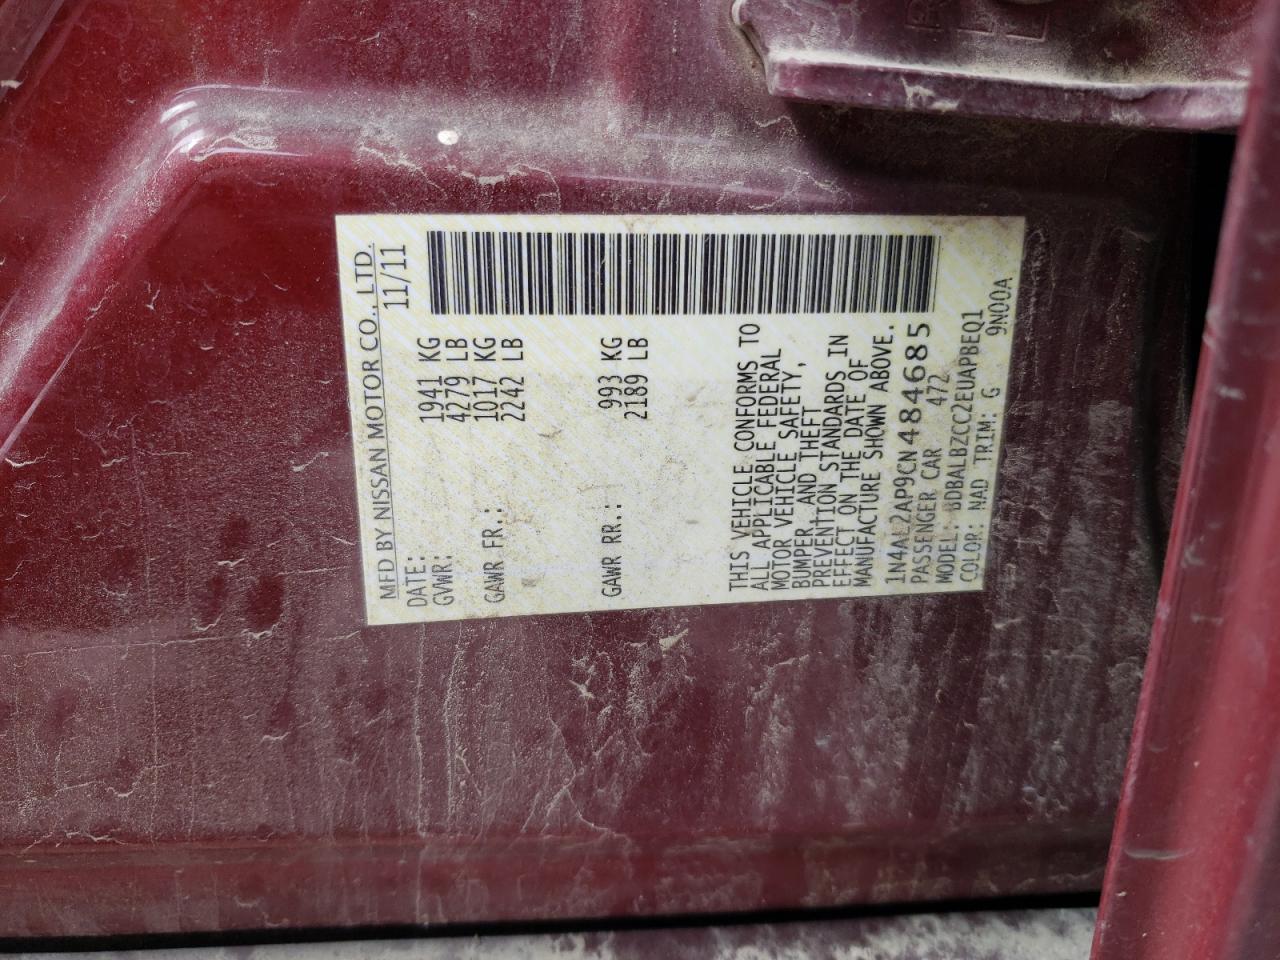 MFD BY NISSAN MOTOR CO., LTD.
DATE: 11/11
GVWR: 1941 KG
4279 LB
GAWR FR.: 1017 KG
2242 LB
GAWR RR.: 993 KG
2189 LB
THIS VEHICLE CONFORMS TO
ALL APPLICABLE FEDERAL
MOTOR VEHICLE SAFETY,
BUMPER, AND THEFT
PREVENTION STANDARDS IN
EFFECT ON THE DATE OF
MANUFACTURE SHOWN ABOVE.
1N4AL2AP9CN484685
PASSENGER CAR 472
MODEL: BDBALBZCC2EUAPBEQ1
COLOR: NAD TRIM: G 9N00A